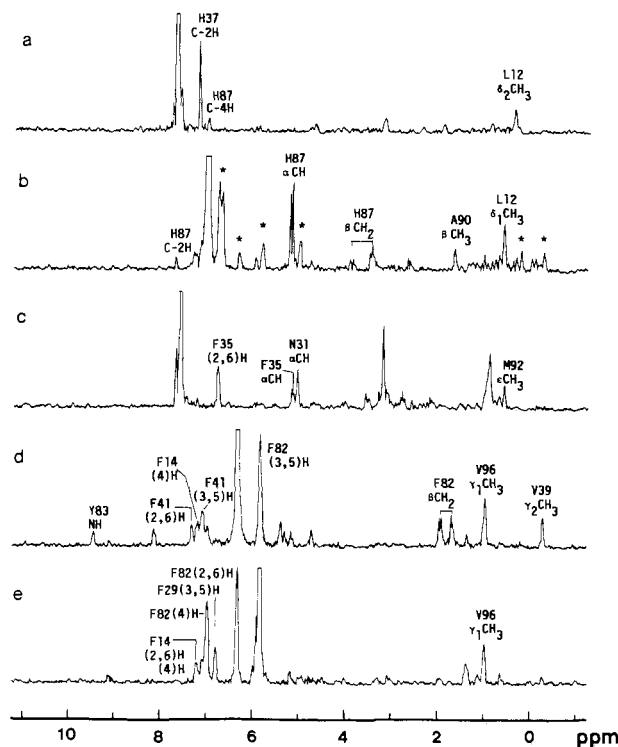 a
H37
C-2H
H87
C-4H
L12
δ2CH3
b
H87
C-2H
*
*
*
H87
αCH
*
H87
βCH2
A90
βCH3
L12
δ1CH3
*
*
c
F35
(2,6)H
F35
αCH
N31
αCH
M92
εCH3
d
Y83
NH
F41
(2,6)H
F14
(4)H
F41
(3,5)H
F82
(3,5)H
F82
βCH2
V96
γ1CH3
V39
γ2CH3
e
F82(2,6)H
F29(3,5)H
F82(4)H
F14
(2,6)H
(4)H
V96
γ1CH3
10 8 6 4 2 0 ppm